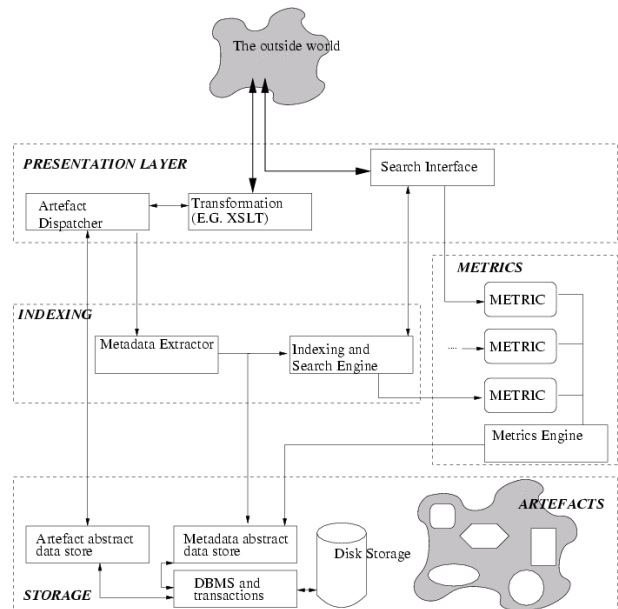 The outside world
PRESENTATION LAYER
Search Interface
Artefact
Dispatcher
Transformation
(E.G. XSLT)
METRICS
METRIC
INDEXING
Metadata Extractor
Indexing and
Search Engine
....
METRIC
METRIC
Metrics Engine
ARTEFACTS
Artefact abstract
data store
Metadata abstract
data store
Disk Storage
DBMS and
transactions
STORAGE